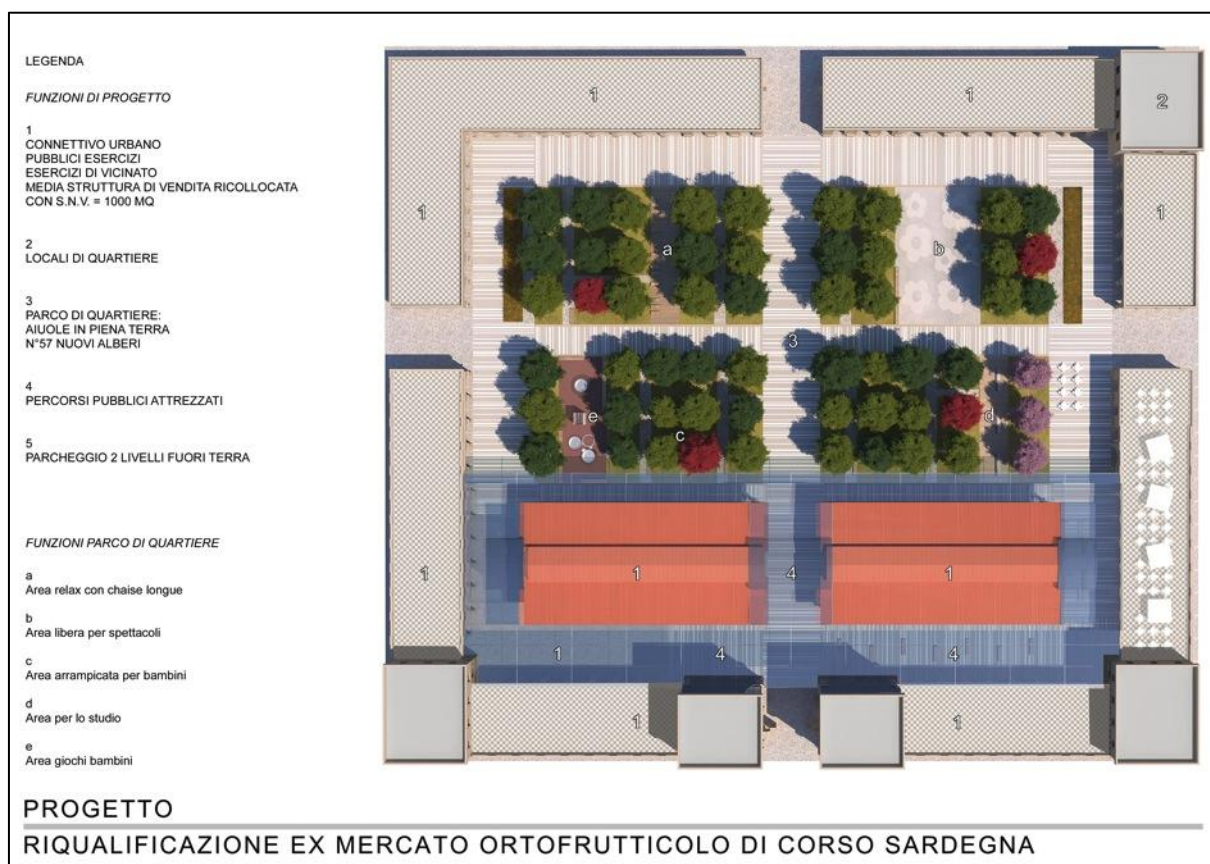 LEGENDA
FUNZIONI DI PROGETTO
1
CONNETTIVO URBANO
PUBBLICI ESERCIZI
ESERCIZI DI VICINATO
MEDIA STRUTTURA DI VENDITA RICOLLOCATA
CON S.N.V. = 1000 MQ
2
LOCALI DI QUARTIERE
3
PARCO DI QUARTIERE:
AIUOLE IN PIENA TERRA
N°57 NUOVI ALBERI
4
PERCORSI PUBBLICI ATTREZZATI
5
PARCHEGGIO 2 LIVELLI FUORI TERRA
FUNZIONI PARCO DI QUARTIERE
a
Area relax con chaise longue
b
Area libera per spettacoli
c
Area arrampicata per bambini
d
Area per lo studio
e
Area giochi bambini
1 1 2
1 1
a b
3
e c d
1 1 4 1
1 4 4
1 1
PROGETTO
RIQUALIFICAZIONE EX MERCATO ORTOFRUTTICOLO DI CORSO SARDEGNA